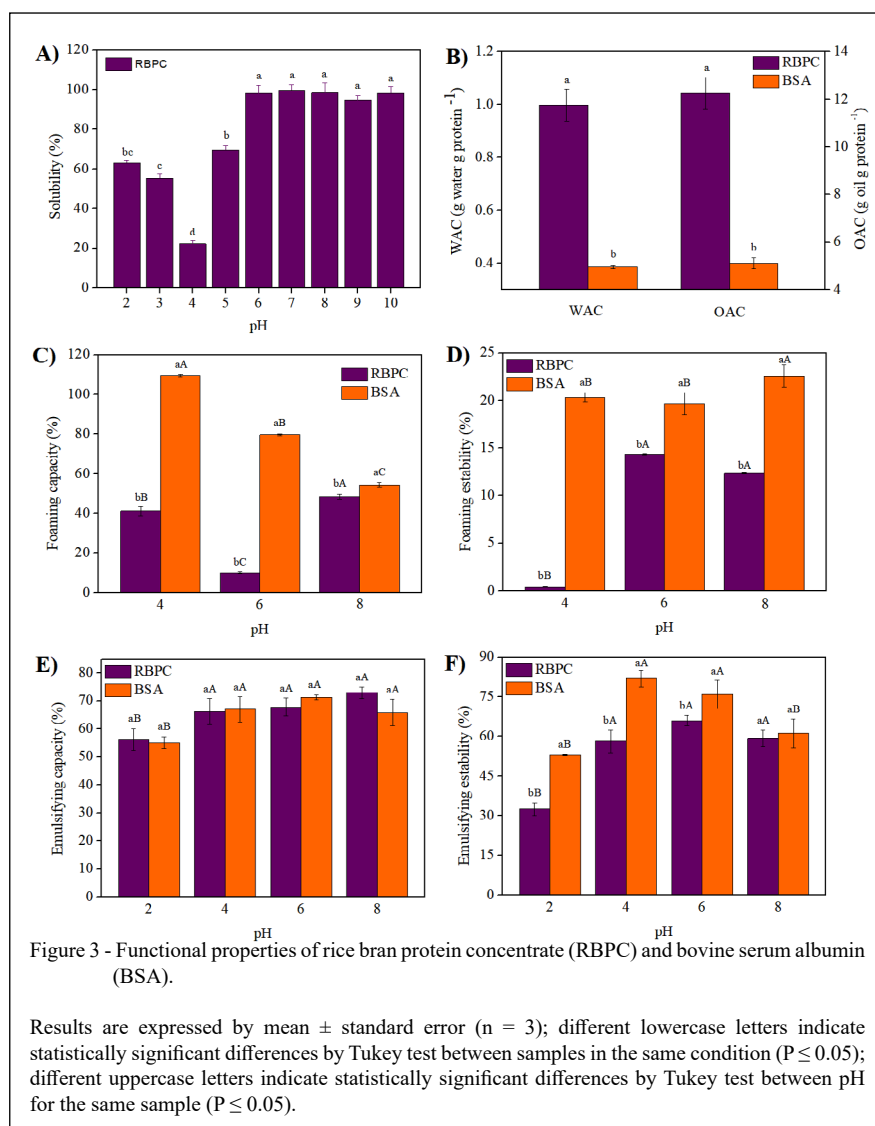 A)
RBPC
Solubility (%)
120
100
80
60
40
20
0
bc
c
d
b
a
a
a
a
a
2 3 4 5 6 7 8 9 10
pH
B)
RBPC
BSA
WAC (g water g protein⁻¹)
1.2
1.0
0.8
0.6
0.4
a
b
a
b
WAC OAC
OAC (g oil g protein⁻¹)
14
12
10
8
6
4
C)
RBPC
BSA
Foaming capacity (%)
120
100
80
60
40
20
0
bB
aA
bC
aB
bA
aC
4 6 8
pH
D)
RBPC
BSA
Foaming estability (%)
25
20
15
10
5
0
bB
aB
bA
aB
bA
aA
4 6 8
pH
E)
RBPC
BSA
Emulsifying capacity (%)
80
70
60
50
40
30
20
10
0
aB
aB
aA
aA
aA
aA
aA
aA
2 4 6 8
pH
F)
RBPC
BSA
Emulsifying estability (%)
90
75
60
45
30
15
0
bB
aB
bA
aA
bA
aA
aA
aB
2 4 6 8
pH
Figure 3 - Functional properties of rice bran protein concentrate (RBPC) and bovine serum albumin
(BSA).
Results are expressed by mean ± standard error (n = 3); different lowercase letters indicate
statistically significant differences by Tukey test between samples in the same condition (P ≤ 0.05);
different uppercase letters indicate statistically significant differences by Tukey test between pH
for the same sample (P ≤ 0.05).